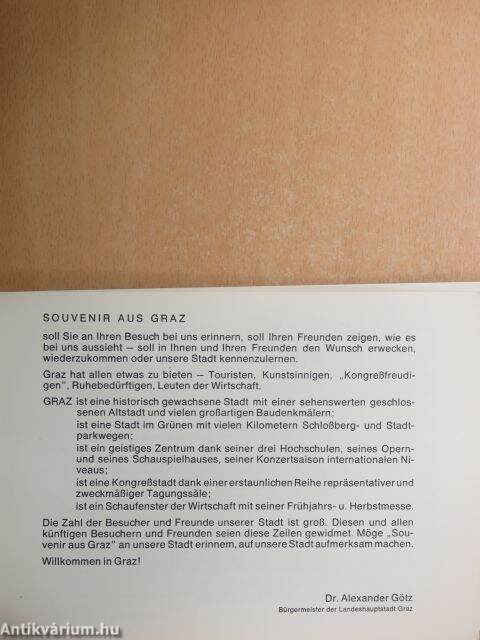 SOUVENIR AUS GRAZ
soll Sie an Ihren Besuch bei uns erinnern, soll Ihren Freunden zeigen, wie es
bei uns aussieht — soll in Ihnen und Ihren Freunden den Wunsch erwecken,
wiederzukommen oder unsere Stadt kennenzulernen.
Graz hat allen etwas zu bieten — Touristen, Kunstsinnigen, „Kongreßfreudi-
gen", Ruhebedürftigen, Leuten der Wirtschaft.
GRAZ ist eine historisch gewachsene Stadt mit einer sehenswerten geschlos-
senen Altstadt und vielen großartigen Baudenkmälern;
ist eine Stadt im Grünen mit vielen Kilometern Schloßberg- und Stadt-
parkwegen;
ist ein geistiges Zentrum dank seiner drei Hochschulen, seines Opern-
und seines Schauspielhauses, seiner Konzertsaison internationalen Ni-
veaus;
ist eine Kongreßstadt dank einer erstaunlichen Reihe repräsentativer und
zweckmäßiger Tagungssäle;
ist ein Schaufenster der Wirtschaft mit seiner Frühjahrs- u. Herbstmesse.
Die Zahl der Besucher und Freunde unserer Stadt ist groß. Diesen und allen
künftigen Besuchern und Freunden seien diese Zeilen gewidmet. Möge „Sou-
venir aus Graz" an unsere Stadt erinnern, auf unsere Stadt aufmerksam machen.
Willkommen in Graz!
Dr. Alexander Götz
Bürgermeister der Landeshauptstadt Graz
Antikvárium.hu